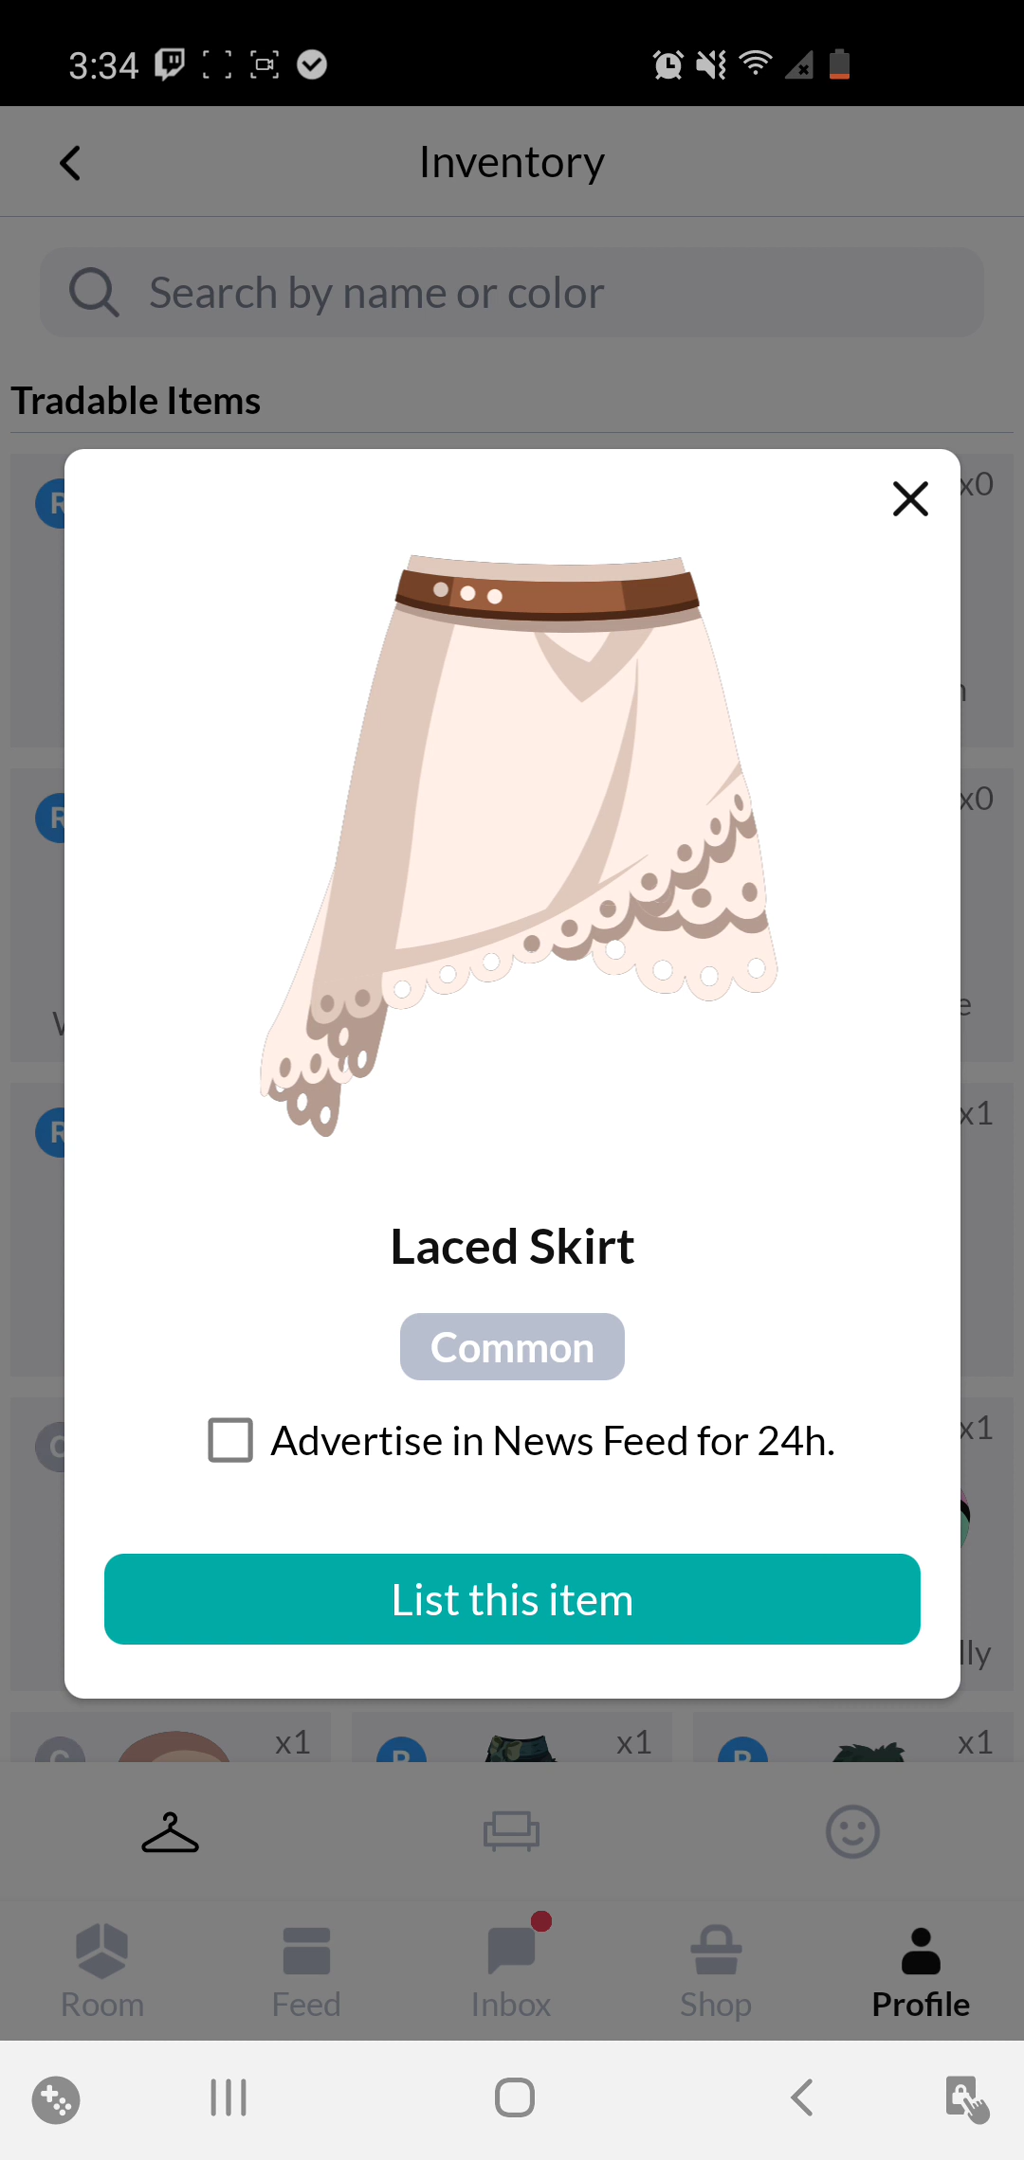 3:34
Inventory
Search by name or color
Tradable Items
x0
x0
x1
x1
lly
Laced Skirt
Common
Advertise in News Feed for 24h.
List this item
x1
x1
x1
Room
Feed
Inbox
Shop
Profile